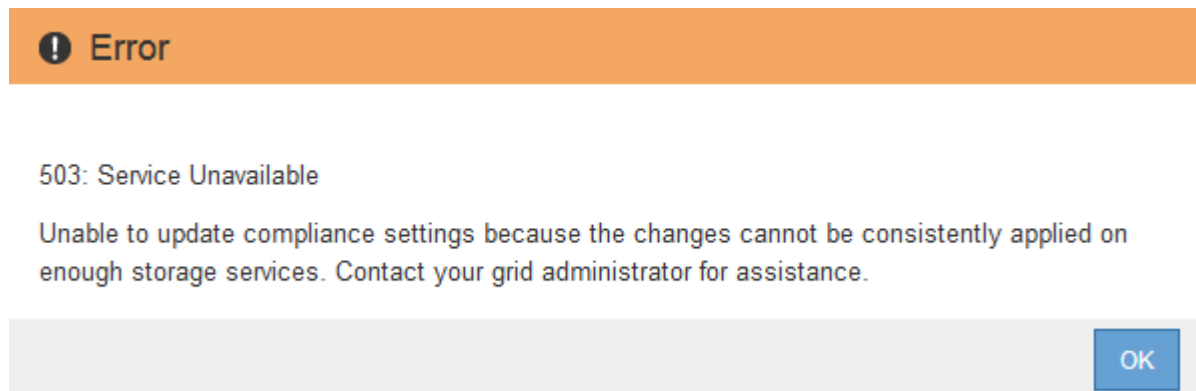 Error
503: Service Unavailable
Unable to update compliance settings because the changes cannot be consistently applied on
enough storage services. Contact your grid administrator for assistance.
OK